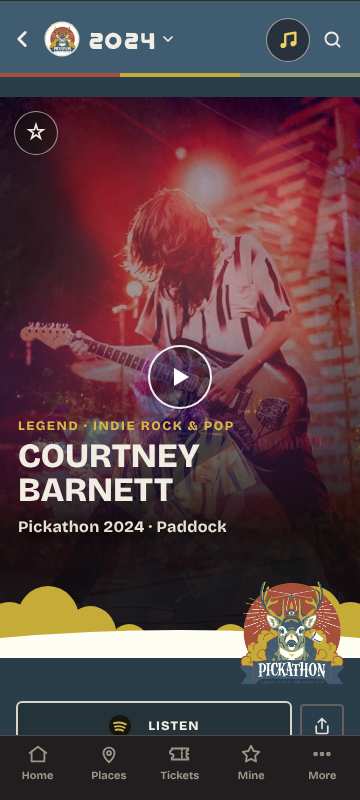 2024
LEGEND · INDIE ROCK & POP
COURTNEY
BARNETT
Pickathon 2024 · Paddock
PICKATHON
LISTEN
Home
Places
Tickets
Mine
More